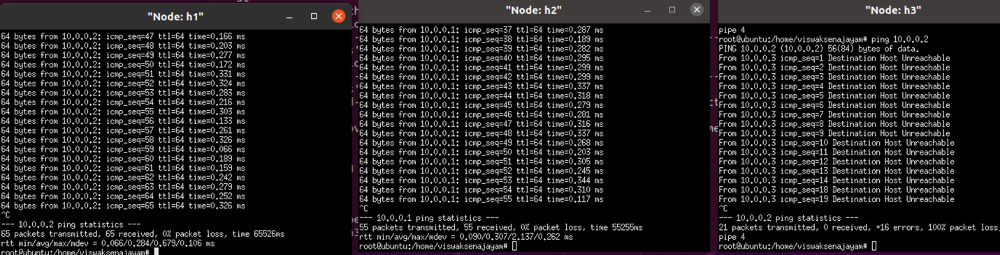 "Node: h1"
64 bytes from 10.0.0.2: icmp_seq=47 ttl=64 time=0.166 ms
64 bytes from 10.0.0.2: icmp_seq=48 ttl=64 time=0.203 ms
64 bytes from 10.0.0.2: icmp_seq=49 ttl=64 time=0.277 ms
64 bytes from 10.0.0.2: icmp_seq=50 ttl=64 time=0.172 ms
64 bytes from 10.0.0.2: icmp_seq=51 ttl=64 time=0.331 ms
64 bytes from 10.0.0.2: icmp_seq=52 ttl=64 time=0.324 ms
64 bytes from 10.0.0.2: icmp_seq=53 ttl=64 time=0.283 ms
64 bytes from 10.0.0.2: icmp_seq=54 ttl=64 time=0.216 ms
64 bytes from 10.0.0.2: icmp_seq=55 ttl=64 time=0.303 ms
64 bytes from 10.0.0.2: icmp_seq=56 ttl=64 time=0.133 ms
64 bytes from 10.0.0.2: icmp_seq=57 ttl=64 time=0.261 ms
64 bytes from 10.0.0.2: icmp_seq=58 ttl=64 time=0.326 ms
64 bytes from 10.0.0.2: icmp_seq=59 ttl=64 time=0.066 ms
64 bytes from 10.0.0.2: icmp_seq=60 ttl=64 time=0.189 ms
64 bytes from 10.0.0.2: icmp_seq=61 ttl=64 time=0.159 ms
64 bytes from 10.0.0.2: icmp_seq=62 ttl=64 time=0.242 ms
64 bytes from 10.0.0.2: icmp_seq=63 ttl=64 time=0.279 ms
64 bytes from 10.0.0.2: icmp_seq=64 ttl=64 time=0.252 ms
64 bytes from 10.0.0.2: icmp_seq=65 ttl=64 time=0.326 ms
^C
--- 10.0.0.2 ping statistics ---
65 packets transmitted, 65 received, 0% packet loss, time 65526ms
rtt min/avg/max/mdev = 0.066/0.284/0.679/0.106 ms
root@ubuntu:/home/viswaksenajayam#
"Node: h2"
64 bytes from 10.0.0.1: icmp_seq=37 ttl=64 time=0.287 ms
64 bytes from 10.0.0.1: icmp_seq=38 ttl=64 time=0.189 ms
64 bytes from 10.0.0.1: icmp_seq=39 ttl=64 time=0.282 ms
64 bytes from 10.0.0.1: icmp_seq=40 ttl=64 time=0.295 ms
64 bytes from 10.0.0.1: icmp_seq=41 ttl=64 time=0.299 ms
64 bytes from 10.0.0.1: icmp_seq=42 ttl=64 time=0.299 ms
64 bytes from 10.0.0.1: icmp_seq=43 ttl=64 time=0.337 ms
64 bytes from 10.0.0.1: icmp_seq=44 ttl=64 time=0.318 ms
64 bytes from 10.0.0.1: icmp_seq=45 ttl=64 time=0.279 ms
64 bytes from 10.0.0.1: icmp_seq=46 ttl=64 time=0.281 ms
64 bytes from 10.0.0.1: icmp_seq=47 ttl=64 time=0.316 ms
64 bytes from 10.0.0.1: icmp_seq=48 ttl=64 time=0.337 ms
64 bytes from 10.0.0.1: icmp_seq=49 ttl=64 time=0.268 ms
64 bytes from 10.0.0.1: icmp_seq=50 ttl=64 time=0.203 ms
64 bytes from 10.0.0.1: icmp_seq=51 ttl=64 time=0.305 ms
64 bytes from 10.0.0.1: icmp_seq=52 ttl=64 time=0.245 ms
64 bytes from 10.0.0.1: icmp_seq=53 ttl=64 time=0.344 ms
64 bytes from 10.0.0.1: icmp_seq=54 ttl=64 time=0.310 ms
64 bytes from 10.0.0.1: icmp_seq=55 ttl=64 time=0.117 ms
^C
--- 10.0.0.1 ping statistics ---
55 packets transmitted, 55 received, 0% packet loss, time 55255ms
rtt min/avg/max/mdev = 0.090/0.307/2.137/0.262 ms
root@ubuntu:/home/viswaksenajayam#
"Node: h3"
pipe 4
root@ubuntu:/home/viswaksenajayam# ping 10.0.0.2
PING 10.0.0.2 (10.0.0.2) 56(84) bytes of data.
From 10.0.0.3 icmp_seq=1 Destination Host Unreachable
From 10.0.0.3 icmp_seq=2 Destination Host Unreachable
From 10.0.0.3 icmp_seq=3 Destination Host Unreachable
From 10.0.0.3 icmp_seq=4 Destination Host Unreachable
From 10.0.0.3 icmp_seq=5 Destination Host Unreachable
From 10.0.0.3 icmp_seq=6 Destination Host Unreachable
From 10.0.0.3 icmp_seq=7 Destination Host Unreachable
From 10.0.0.3 icmp_seq=8 Destination Host Unreachable
From 10.0.0.3 icmp_seq=9 Destination Host Unreachable
From 10.0.0.3 icmp_seq=10 Destination Host Unreachable
From 10.0.0.3 icmp_seq=11 Destination Host Unreachable
From 10.0.0.3 icmp_seq=12 Destination Host Unreachable
From 10.0.0.3 icmp_seq=13 Destination Host Unreachable
From 10.0.0.3 icmp_seq=14 Destination Host Unreachable
From 10.0.0.3 icmp_seq=18 Destination Host Unreachable
From 10.0.0.3 icmp_seq=19 Destination Host Unreachable
^C
--- 10.0.0.2 ping statistics ---
21 packets transmitted, 0 received, +16 errors, 100% packet loss,
pipe 4
root@ubuntu:/home/viswaksenajayam#